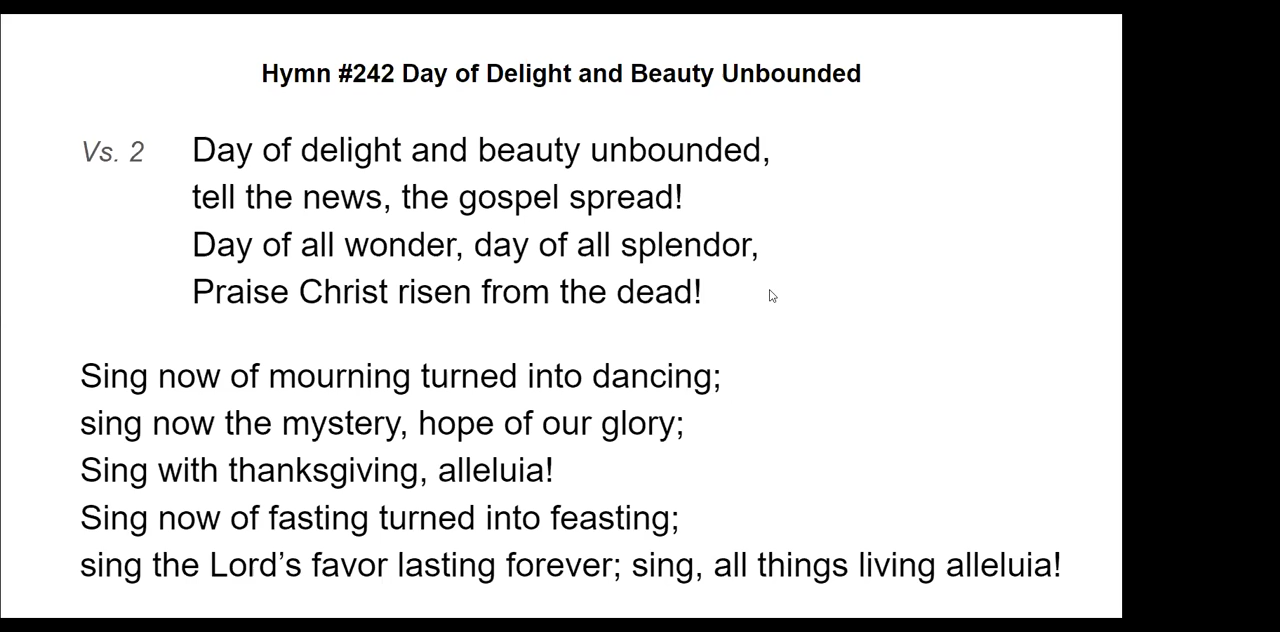 Hymn #242 Day of Delight and Beauty Unbounded
Vs. 2 Day of delight and beauty unbounded,
tell the news, the gospel spread!
Day of all wonder, day of all splendor,
Praise Christ risen from the dead!
Sing now of mourning turned into dancing;
sing now the mystery, hope of our glory;
Sing with thanksgiving, alleluia!
Sing now of fasting turned into feasting;
sing the Lord’s favor lasting forever; sing, all things living alleluia!